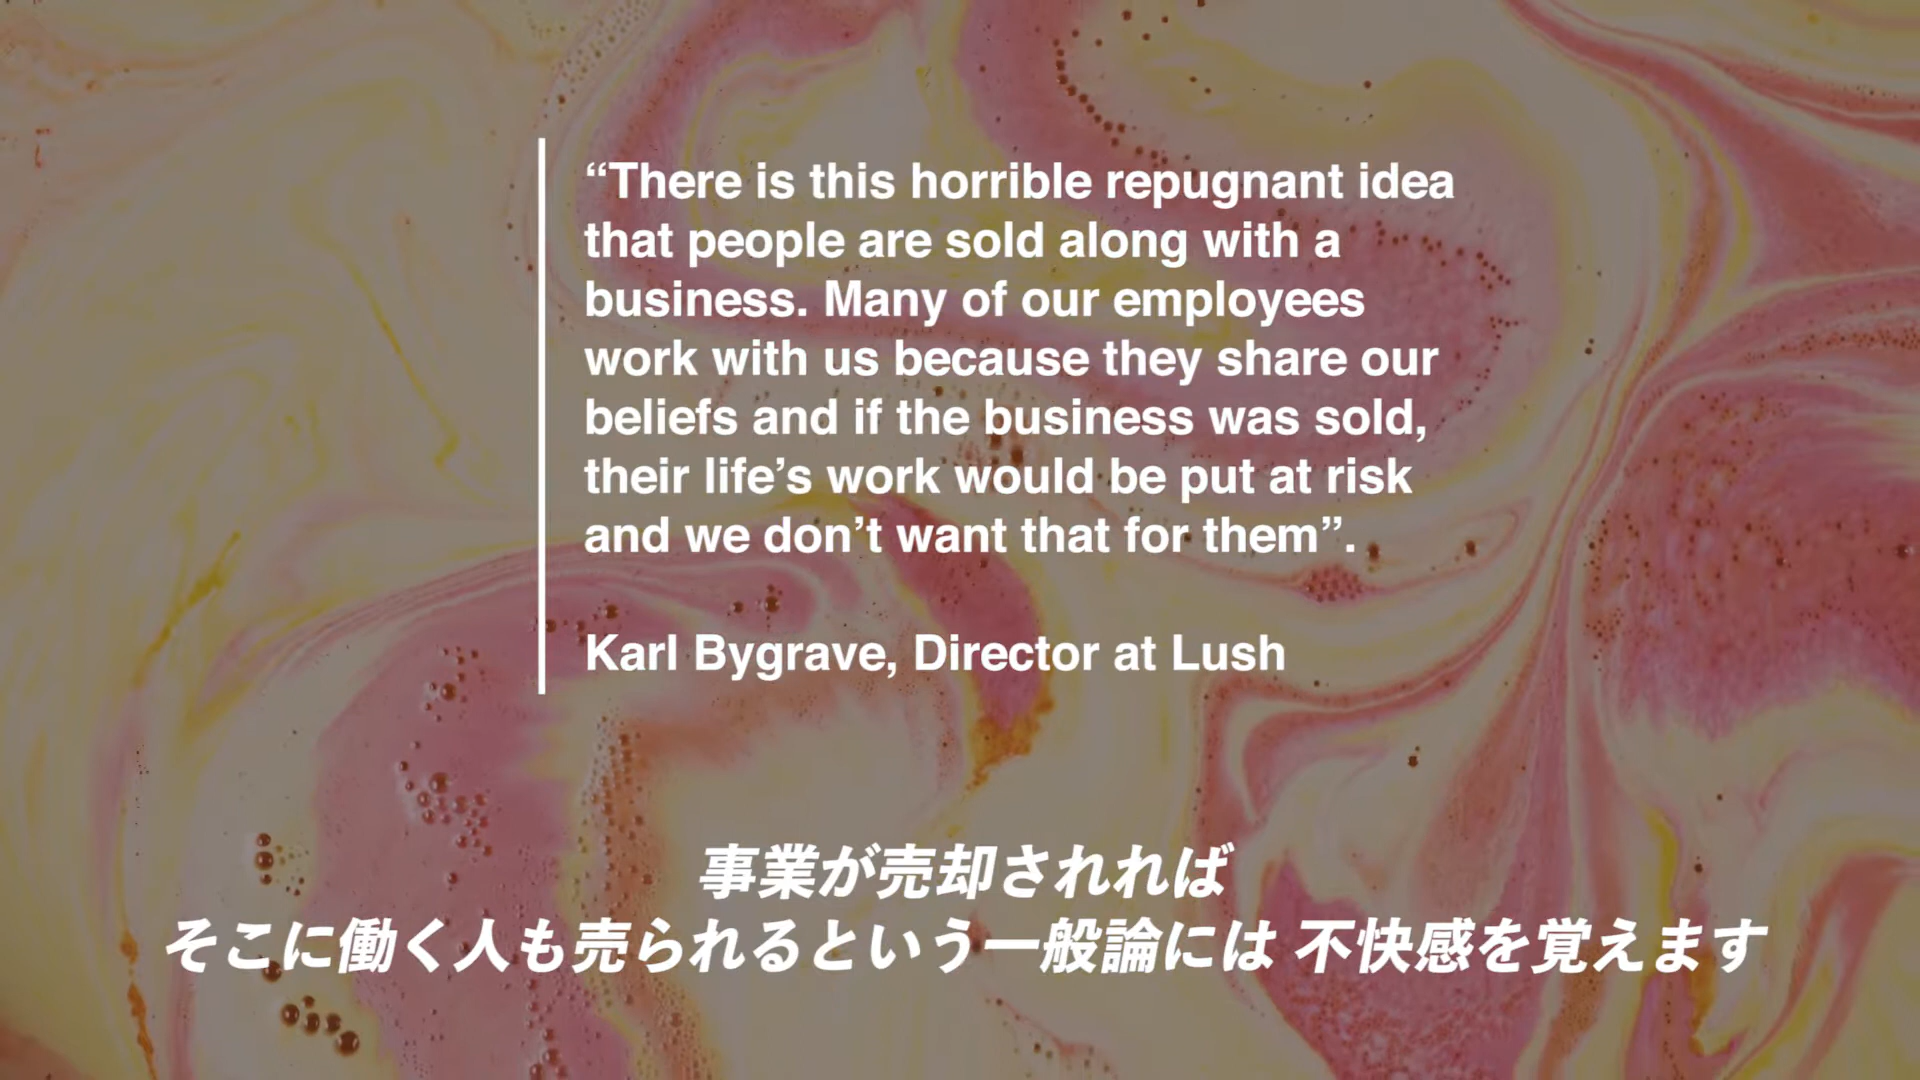 “There is this horrible repugnant idea
that people are sold along with a
business. Many of our employees
work with us because they share our
beliefs and if the business was sold,
their life’s work would be put at risk
and we don’t want that for them”.
Karl Bygrave, Director at Lush
事業が売却されれば
そこに働く人も売られるという一般論には 不快感を覚えます